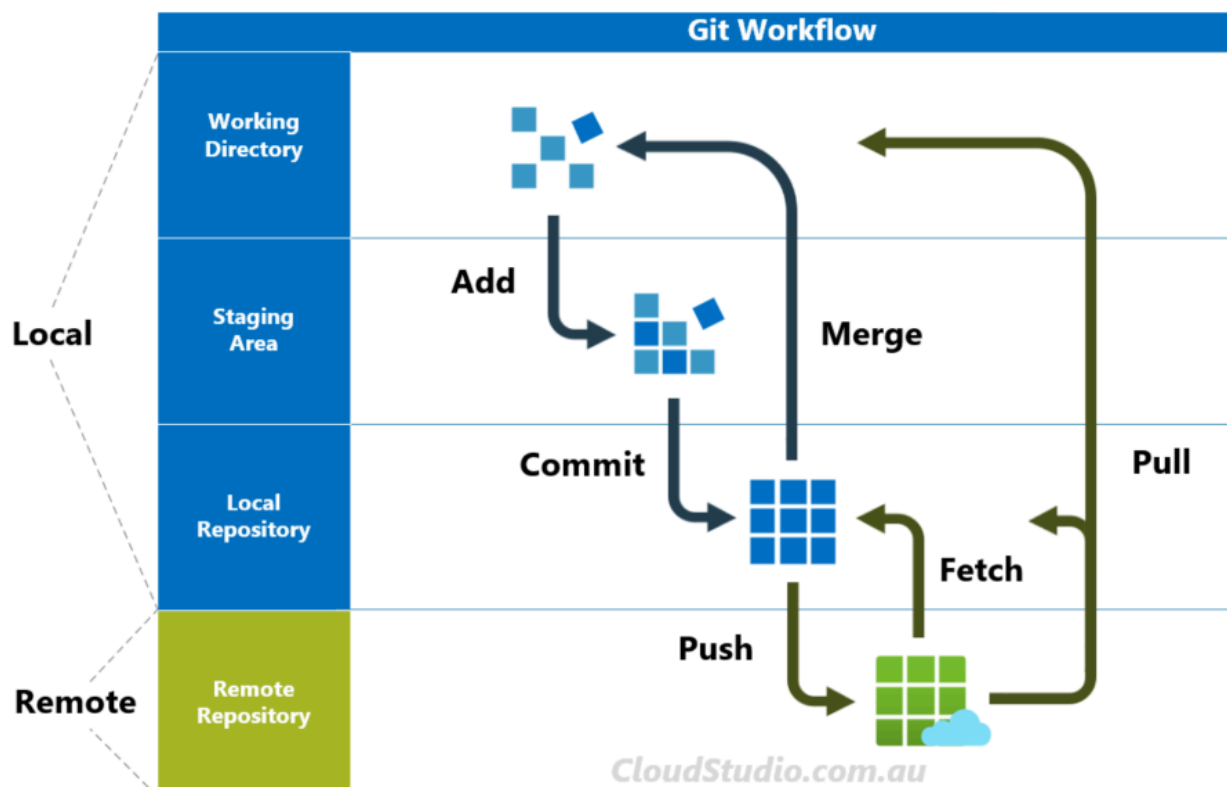 Git Workflow
Working
Directory
Add
Staging
Area
Local
Merge
Commit
Pull
Local
Repository
Fetch
Push
Remote
Remote
Repository
CloudStudio.com.au